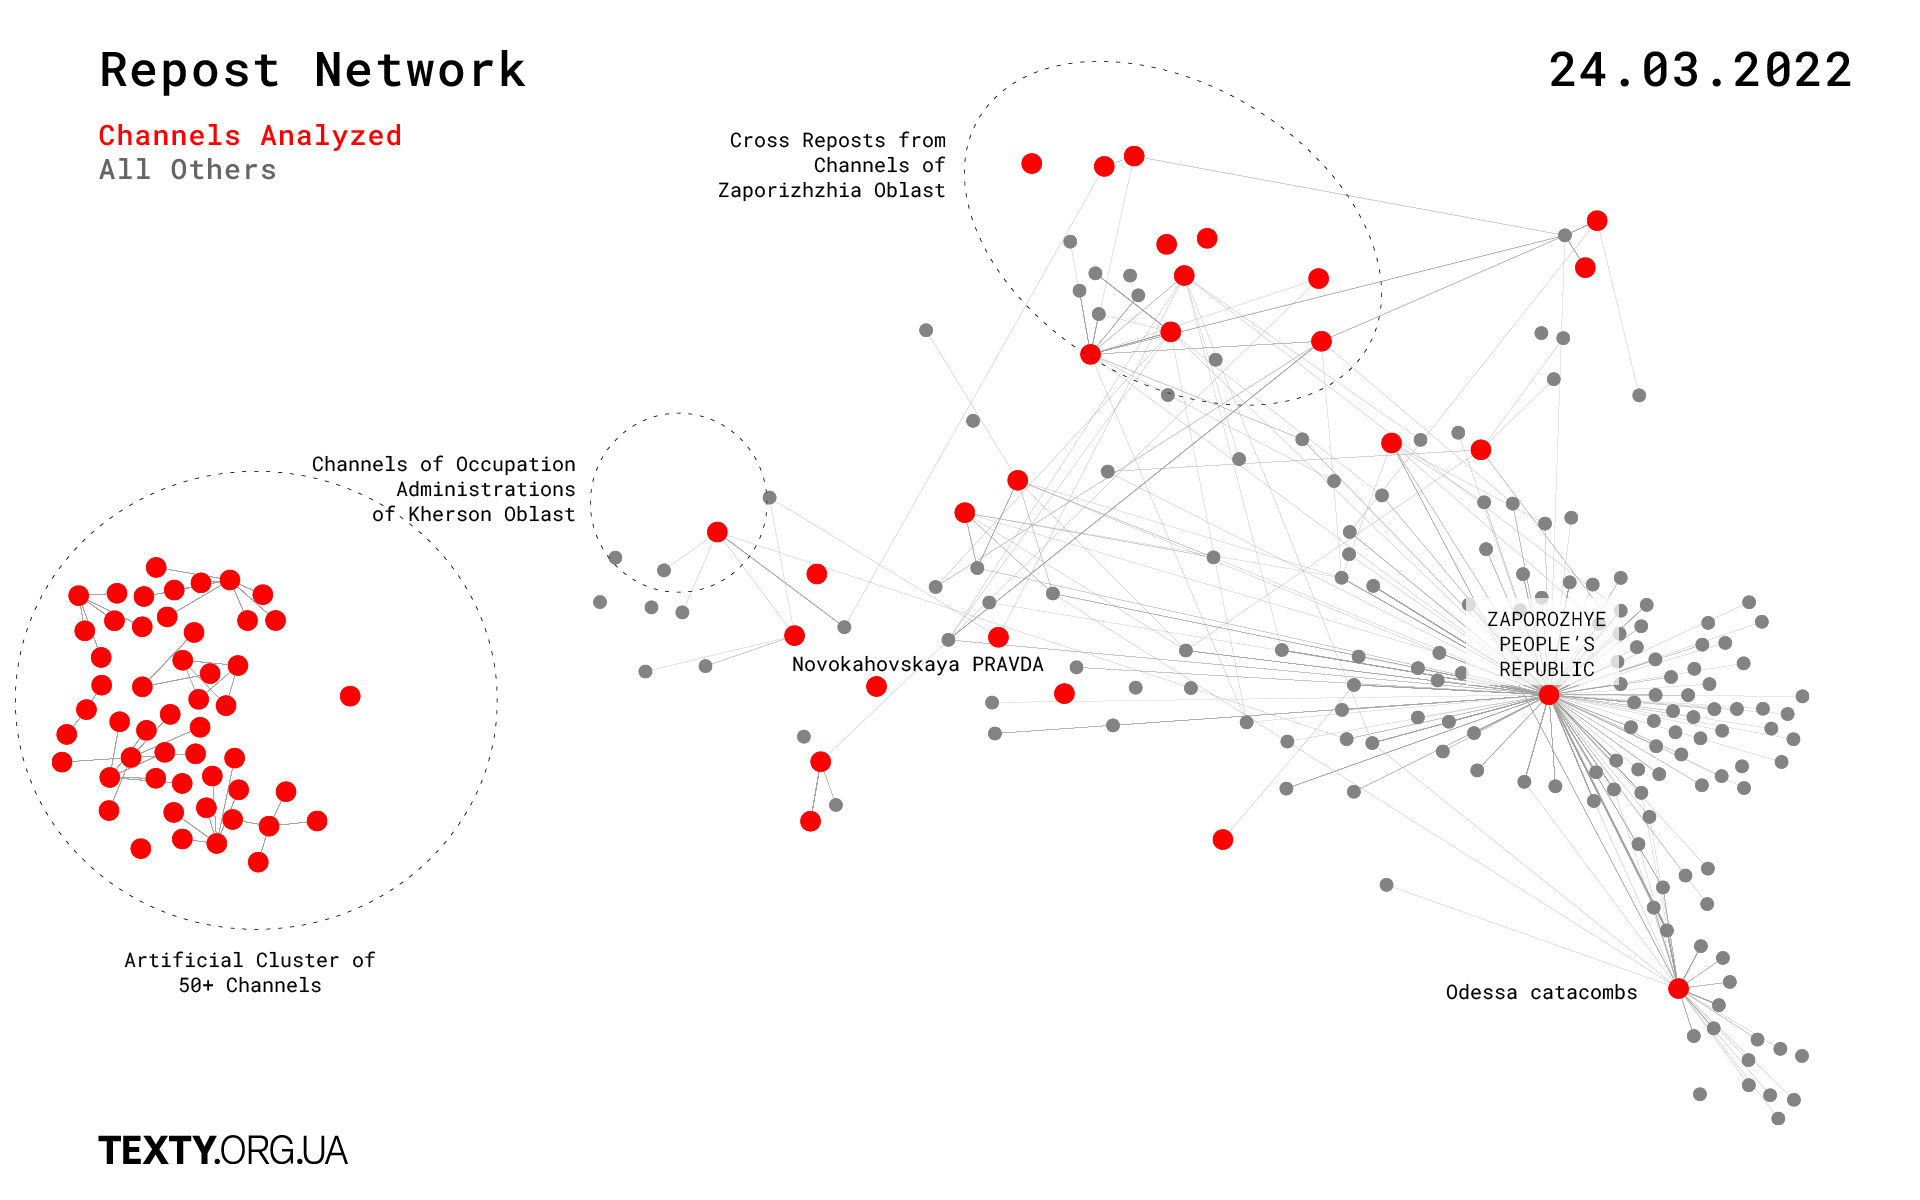 Repost Network
24.03.2022
Channels Analyzed
All Others
Cross Reposts from
Channels of
Zaporizhzhia Oblast
Channels of Occupation
Administrations
of Kherson Oblast
ZAPOROZHYE
PEOPLE’S
REPUBLIC
Novokahovskaya PRAVDA
Artificial Cluster of
50+ Channels
Odessa catacombs
TEXTY.ORG.UA